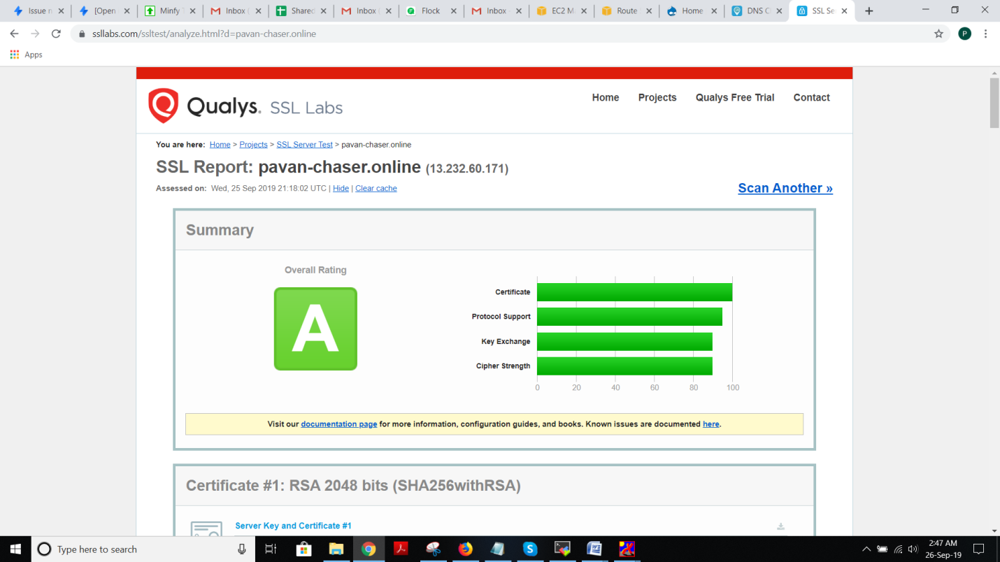 Issue n
[Open
Minfy T
Inbox (
Shared
Inbox (
Flock
Inbox -
EC2 M
Route
Home
DNS C
SSL Se
ssllabs.com/ssltest/analyze.html?d=pavan-chaser.online
P
Apps
Qualys. SSL Labs
Home Projects Qualys Free Trial Contact
You are here: Home > Projects > SSL Server Test > pavan-chaser.online
SSL Report: pavan-chaser.online (13.232.60.171)
Assessed on: Wed, 25 Sep 2019 21:18:02 UTC | Hide | Clear cache
Scan Another »
Summary
Overall Rating
A
Certificate
Protocol Support
Key Exchange
Cipher Strength
0 20 40 60 80 100
Visit our documentation page for more information, configuration guides, and books. Known issues are documented here.
Certificate #1: RSA 2048 bits (SHA256withRSA)
Server Key and Certificate #1
Type here to search
2:47 AM
26-Sep-19